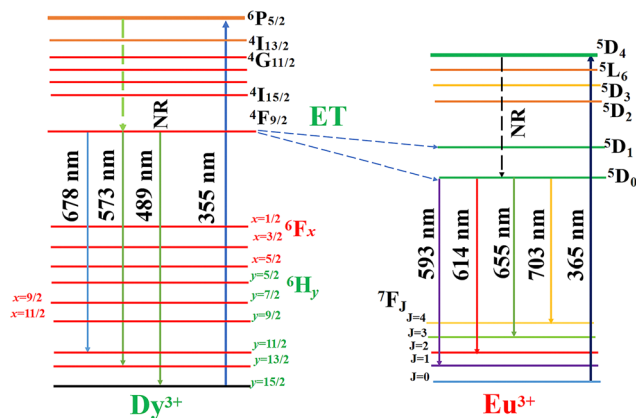 ⁶P₅/₂
⁴I₁₃/₂
⁴G₁₁/₂
⁴I₁₅/₂
⁴F₉/₂
NR
ET
678 nm
573 nm
489 nm
355 nm
x=1/2
⁶Fx
x=3/2
x=5/2
y=5/2
⁶Hy
x=9/2
y=7/2
x=11/2
y=9/2
y=11/2
y=13/2
y=15/2
Dy³⁺
⁵D₄
⁵L₆
⁵D₃
⁵D₂
NR
⁵D₁
⁵D₀
593 nm
614 nm
655 nm
703 nm
365 nm
⁷FJ
J=4
J=3
J=2
J=1
J=0
Eu³⁺